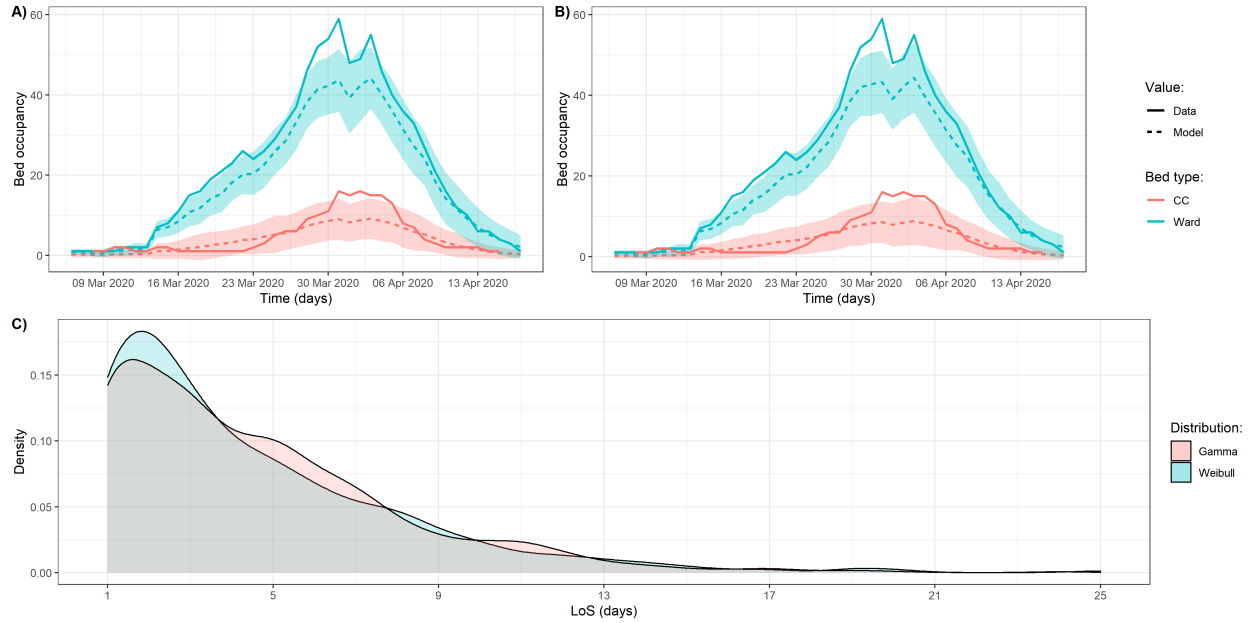 A)
60
40
20
0
Bed occupancy
09 Mar 2020 16 Mar 2020 23 Mar 2020 30 Mar 2020 06 Apr 2020 13 Apr 2020
Time (days)
B)
60
40
20
0
Bed occupancy
09 Mar 2020 16 Mar 2020 23 Mar 2020 30 Mar 2020 06 Apr 2020 13 Apr 2020
Time (days)
Value:
Data
Model
Bed type:
CC
Ward
C)
0.15
0.10
0.05
0.00
Density
1 5 9 13 17 21 25
LoS (days)
Distribution:
Gamma
Weibull